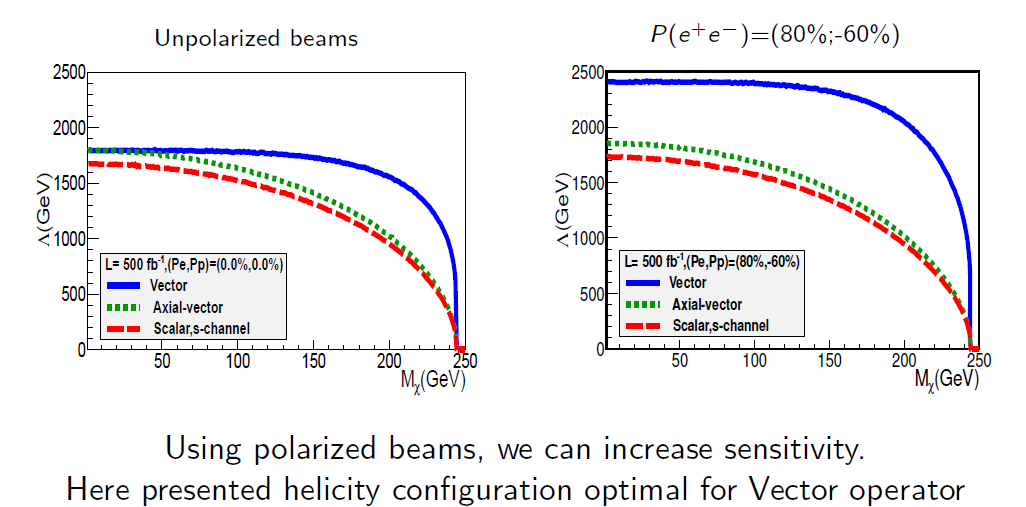 Unpolarized beams
2500
2000
1500
1000
500
0
Λ(GeV)
L= 500 fb⁻¹,(Pe,Pp)=(0.0%,0.0%)
Vector
Axial-vector
Scalar,s-channel
50 100 150 200 250
Mχ(GeV)
P(e⁺e⁻)=(80%;-60%)
2500
2000
1500
1000
500
0
Λ(GeV)
L= 500 fb⁻¹,(Pe,Pp)=(80%,-60%)
Vector
Axial-vector
Scalar,s-channel
50 100 150 200 250
Mχ(GeV)
Using polarized beams, we can increase sensitivity.
Here presented helicity configuration optimal for Vector operator